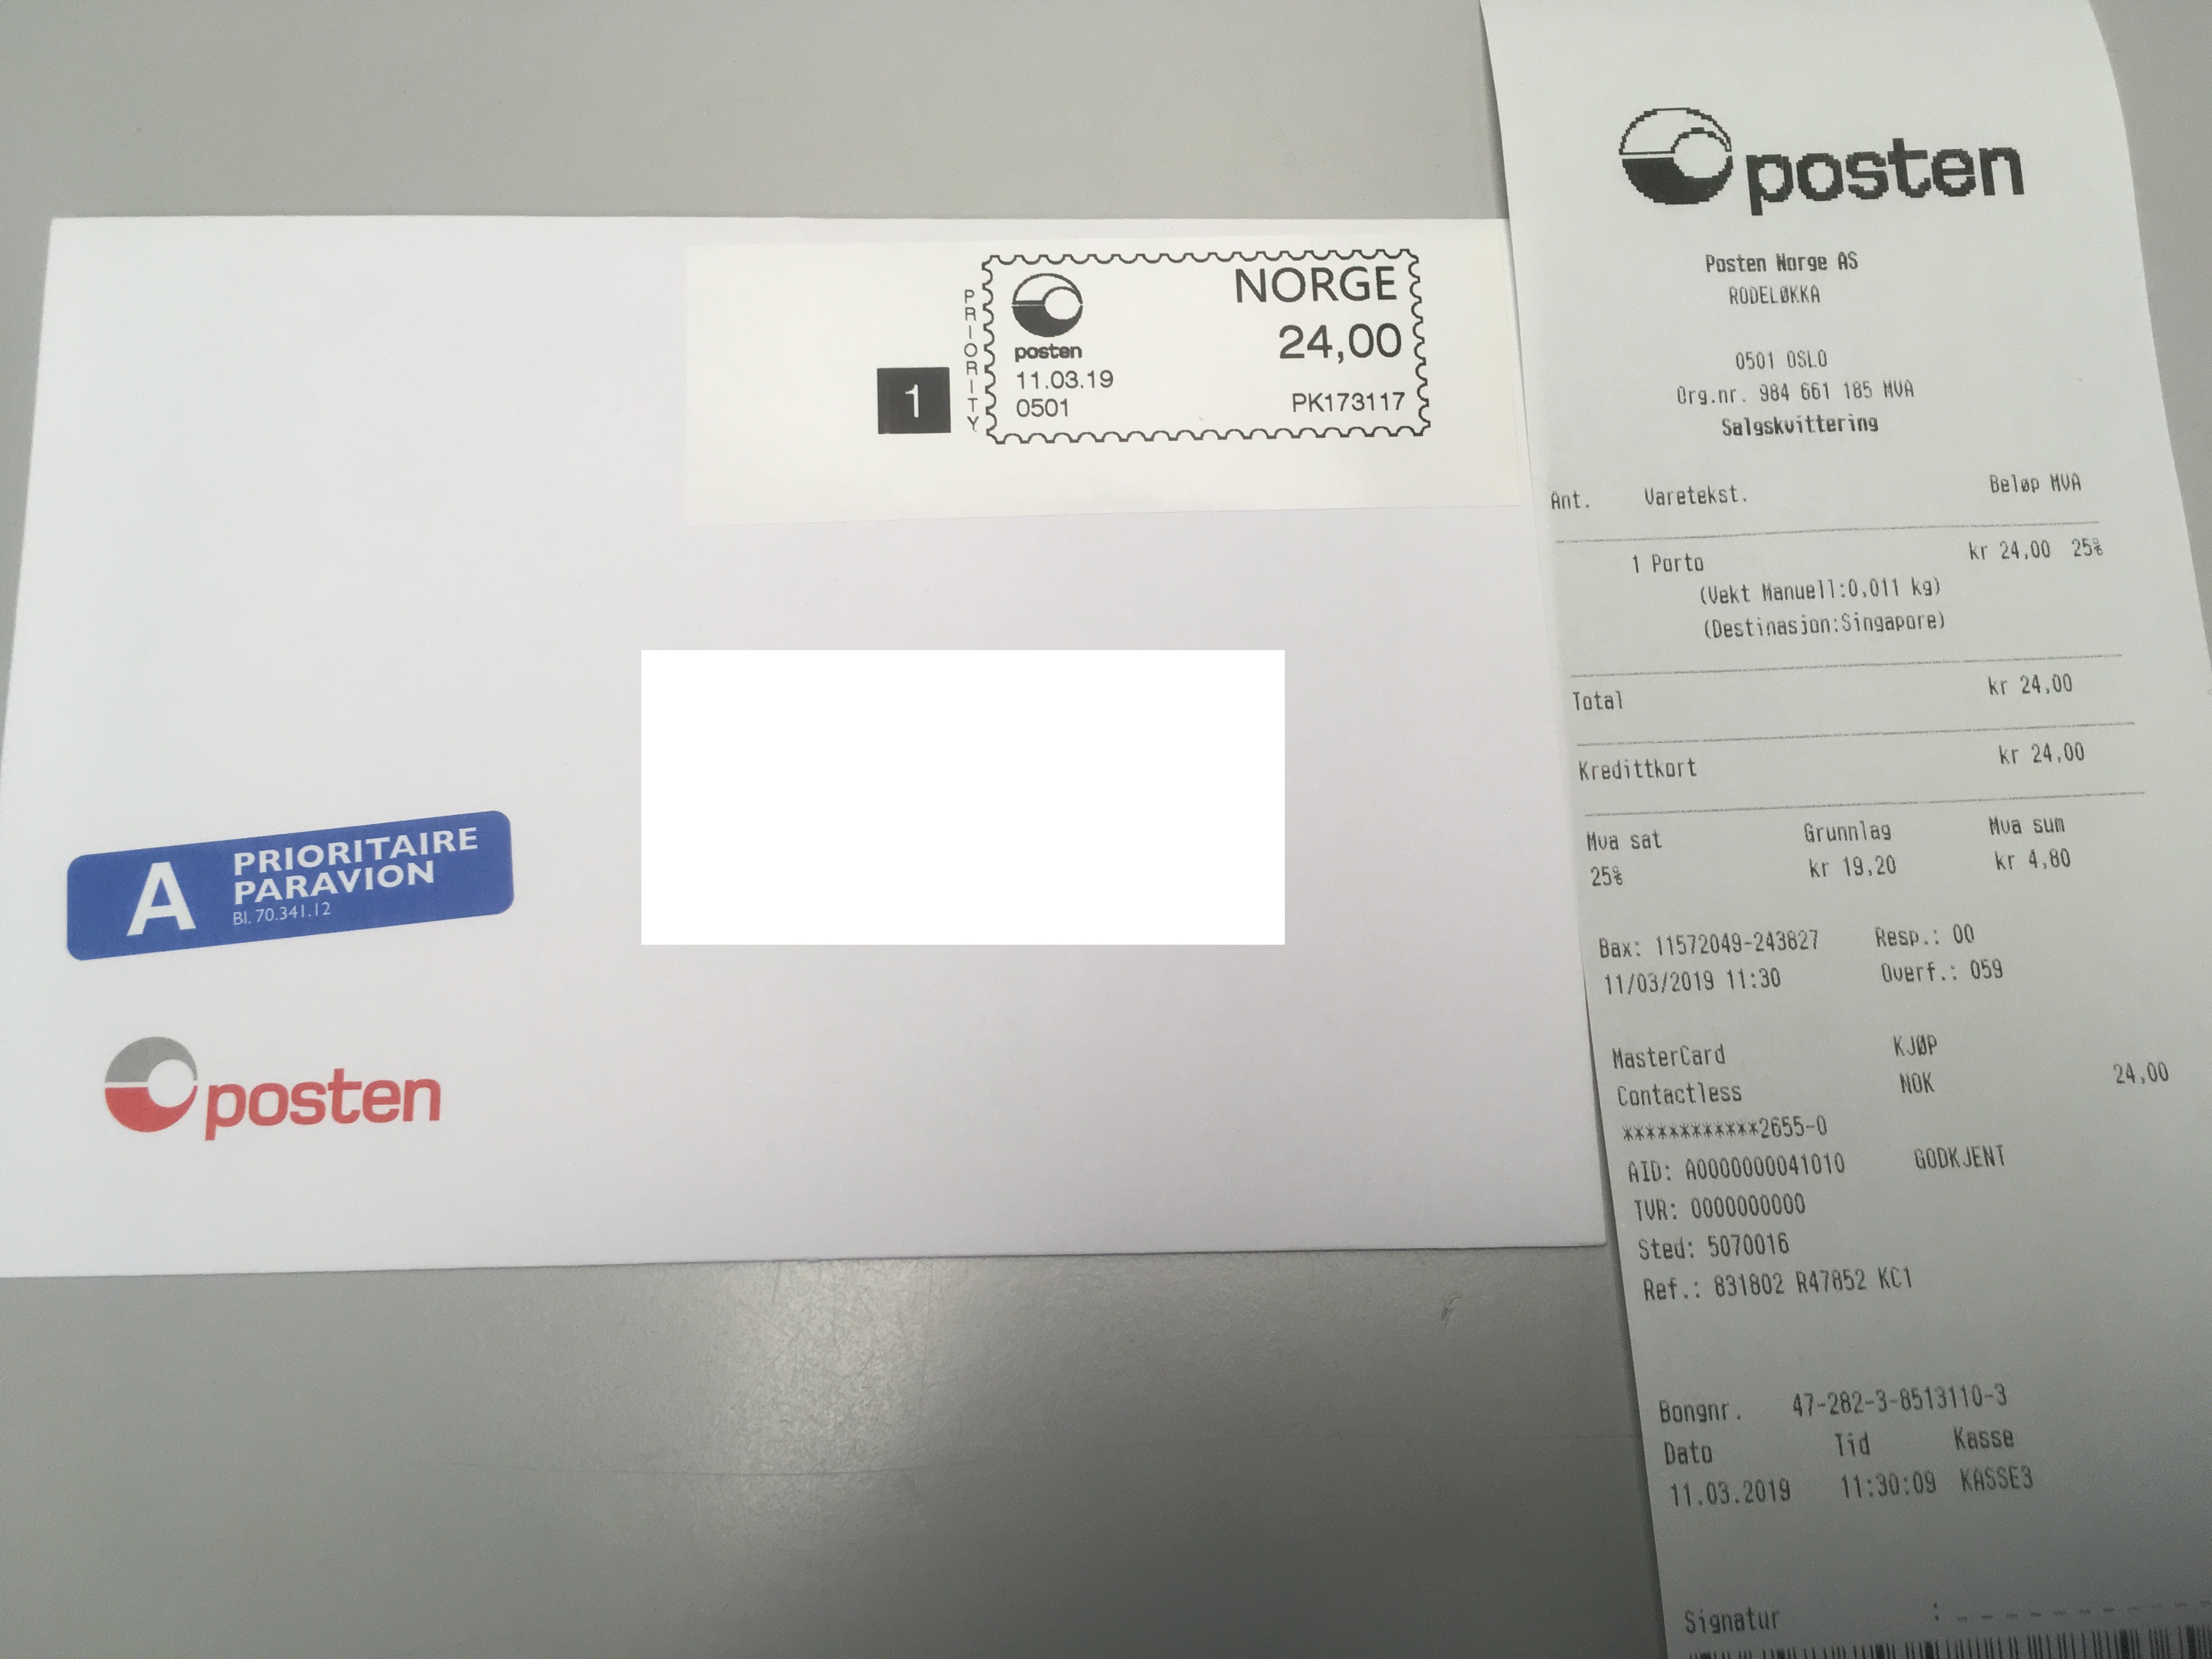 PRIORITY
1
posten
11.03.19
0501
NORGE
24,00
PK173117
A PRIORITAIRE
PARAVION
Bl. 70.341.12
posten
posten
Posten Norge AS
RODELØKKA
0501 OSLO
Org.nr. 984 661 185 MVA
Salgskvittering
Ant. Varetekst. Beløp MVA
1 Porto kr 24,00 25%
(Vekt Manuell:0,011 kg)
(Destinasjon:Singapore)
Total kr 24,00
Kredittkort kr 24,00
Mva sat Grunnlag Mva sum
25% kr 19,20 kr 4,80
Bax: 11572049-243827 Resp.: 00
11/03/2019 11:30 Overf.: 059
MasterCard KJØP
Contactless NOK 24,00
************2655-0
AID: A0000000041010 GODKJENT
TVR: 0000000000
Sted: 5070016
Ref.: 831802 R47852 KC1
Bongnr. 47-282-3-8513110-3
Dato Tid Kasse
11.03.2019 11:30:09 KASSE3
Signatur :